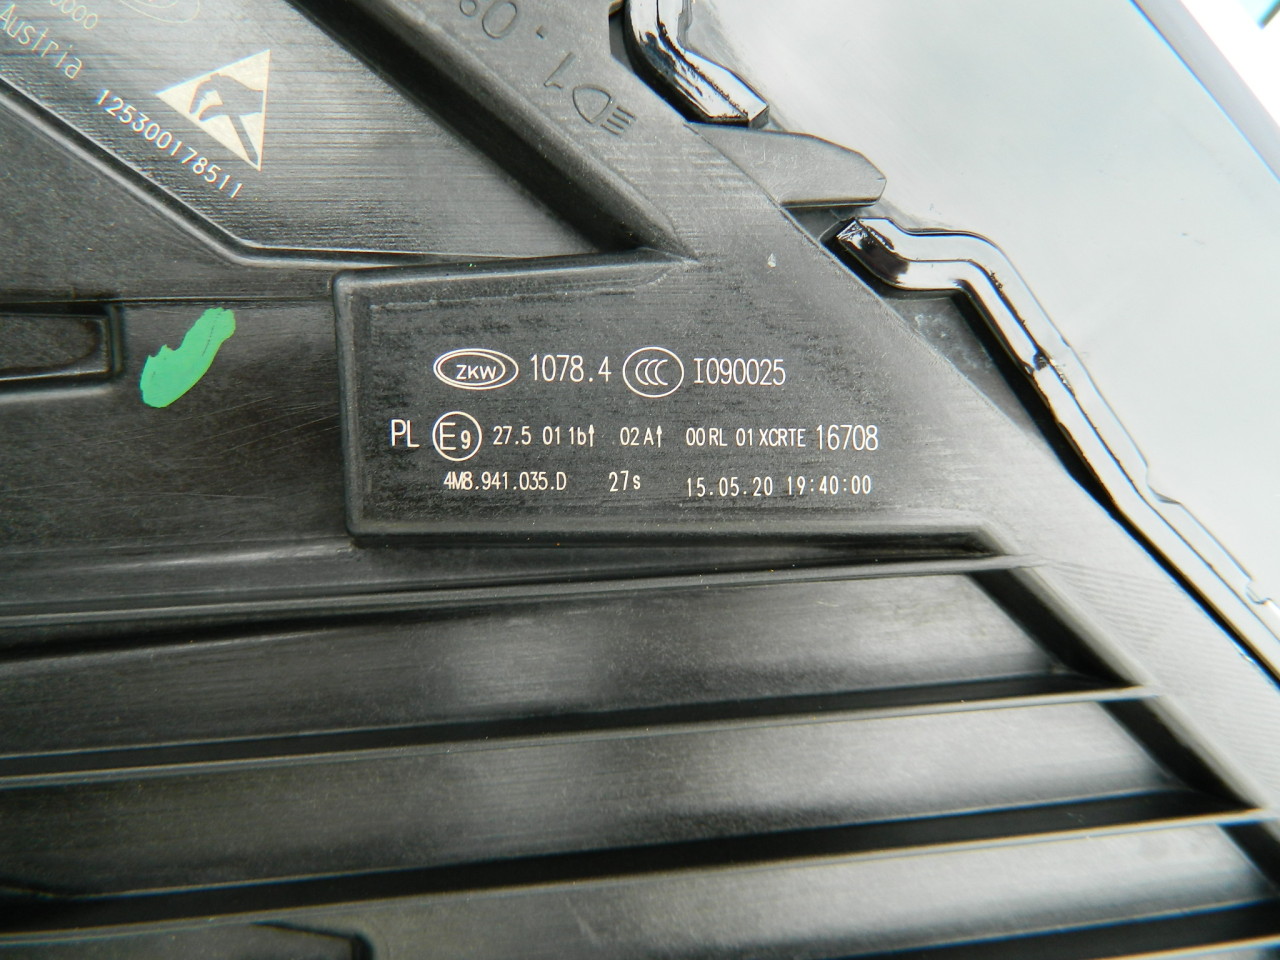 Austria
125300178511
ZKW 1078.4 CCC I090025
PL E9 27.5 01 1b↑ 02A↑ 00RL 01XCRTE 16708
4M8.941.035.D 27s 15.05.20 19:40:00